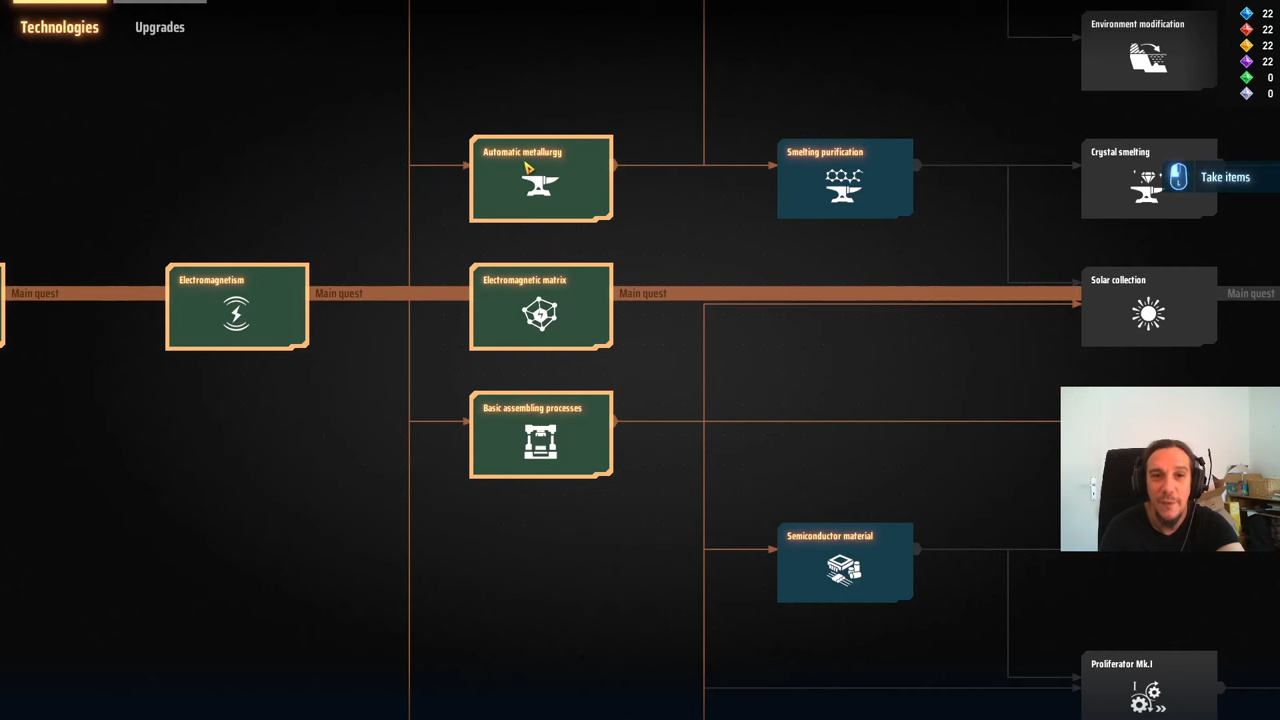 Technologies
Upgrades
Environment modification
22
22
22
22
0
0
Automatic metallurgy
Smelting purification
Crystal smelting
Take items
Electromagnetism
Electromagnetic matrix
Solar collection
Main quest
Main quest
Main quest
Main quest
Basic assembling processes
Semiconductor material
Proliferator Mk.I
I